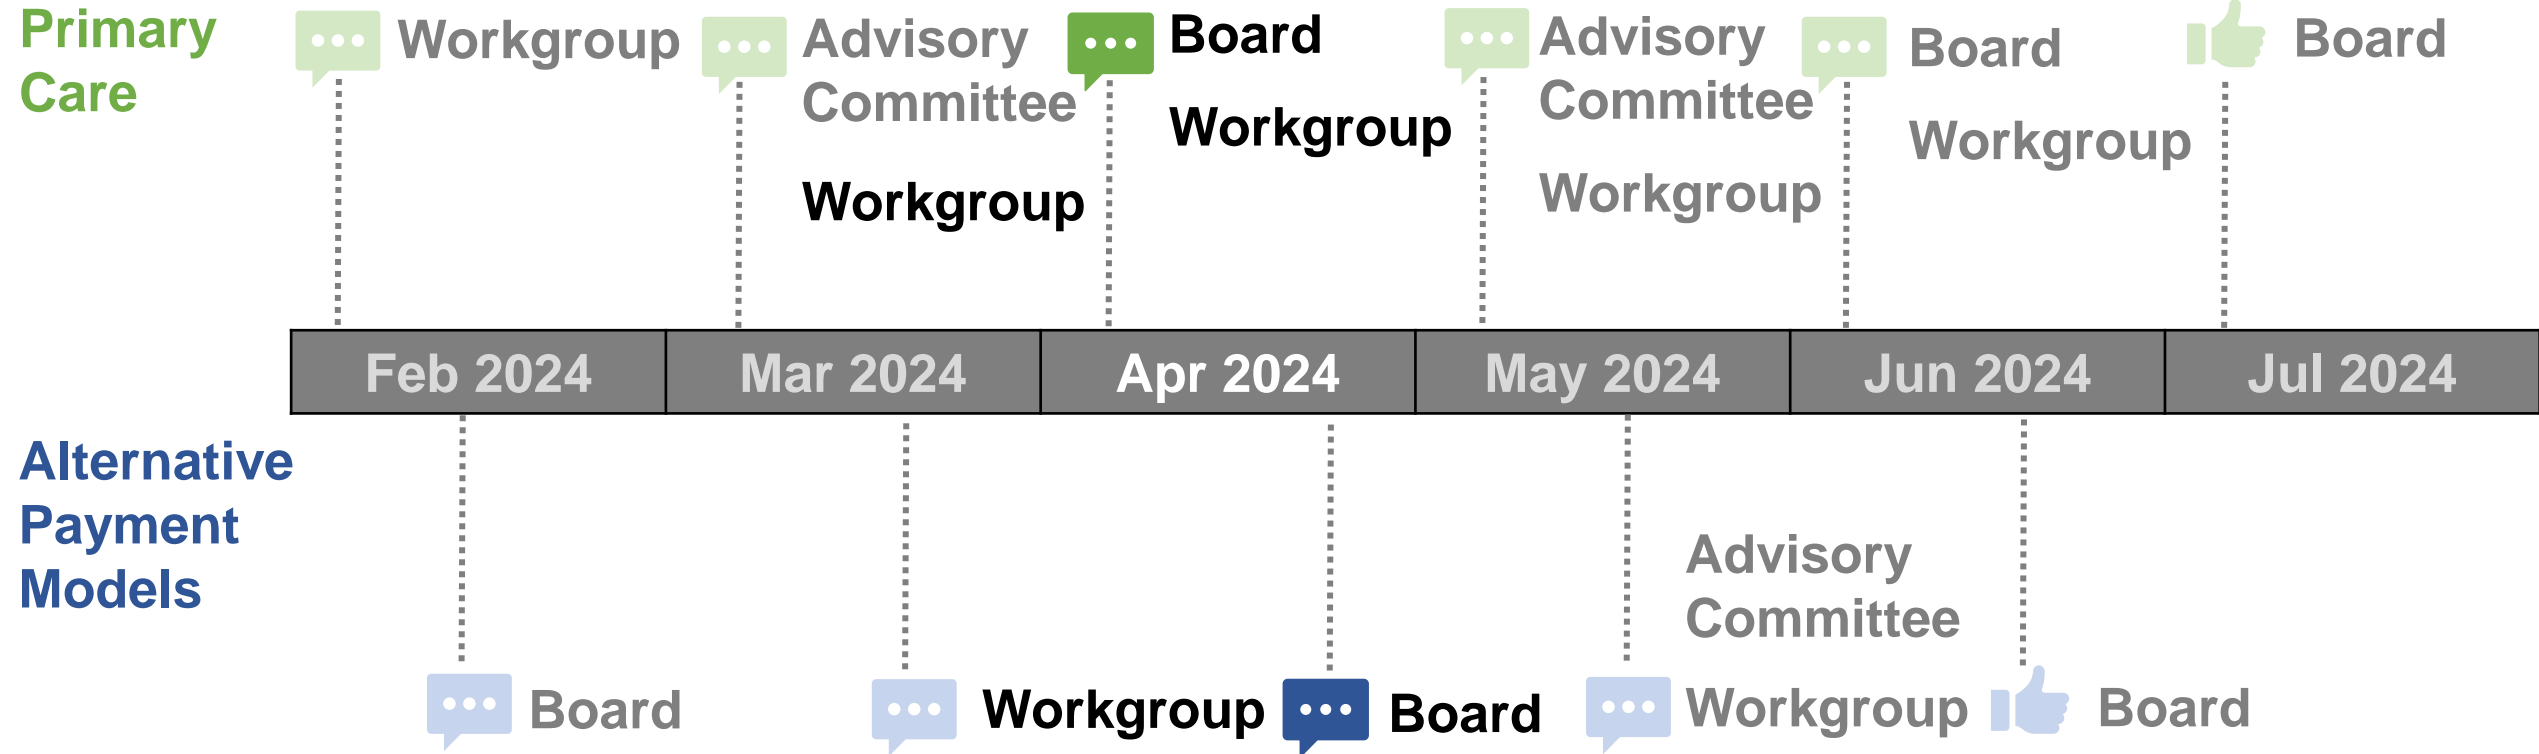 Primary
Care
Workgroup
Advisory
Committee
Workgroup
Board
Workgroup
Advisory
Committee
Workgroup
Board
Workgroup
Board
Feb 2024
Mar 2024
Apr 2024
May 2024
Jun 2024
Jul 2024
Alternative
Payment
Models
Board
Workgroup
Board
Advisory
Committee
Workgroup
Board